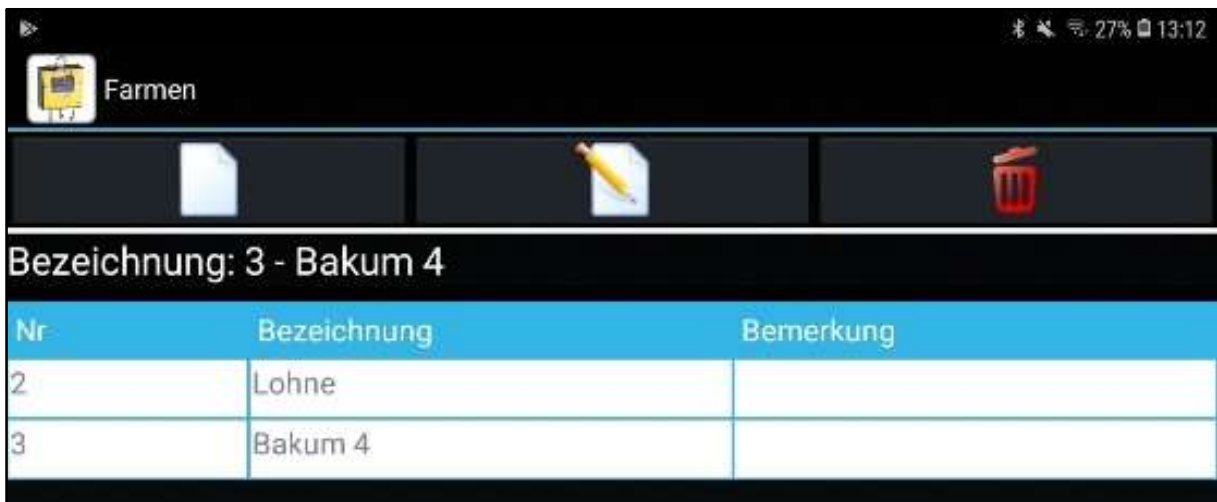 27% 13:12
Farmen
Bezeichnung: 3 - Bakum 4
Nr Bezeichnung Bemerkung
2 Lohne
3 Bakum 4